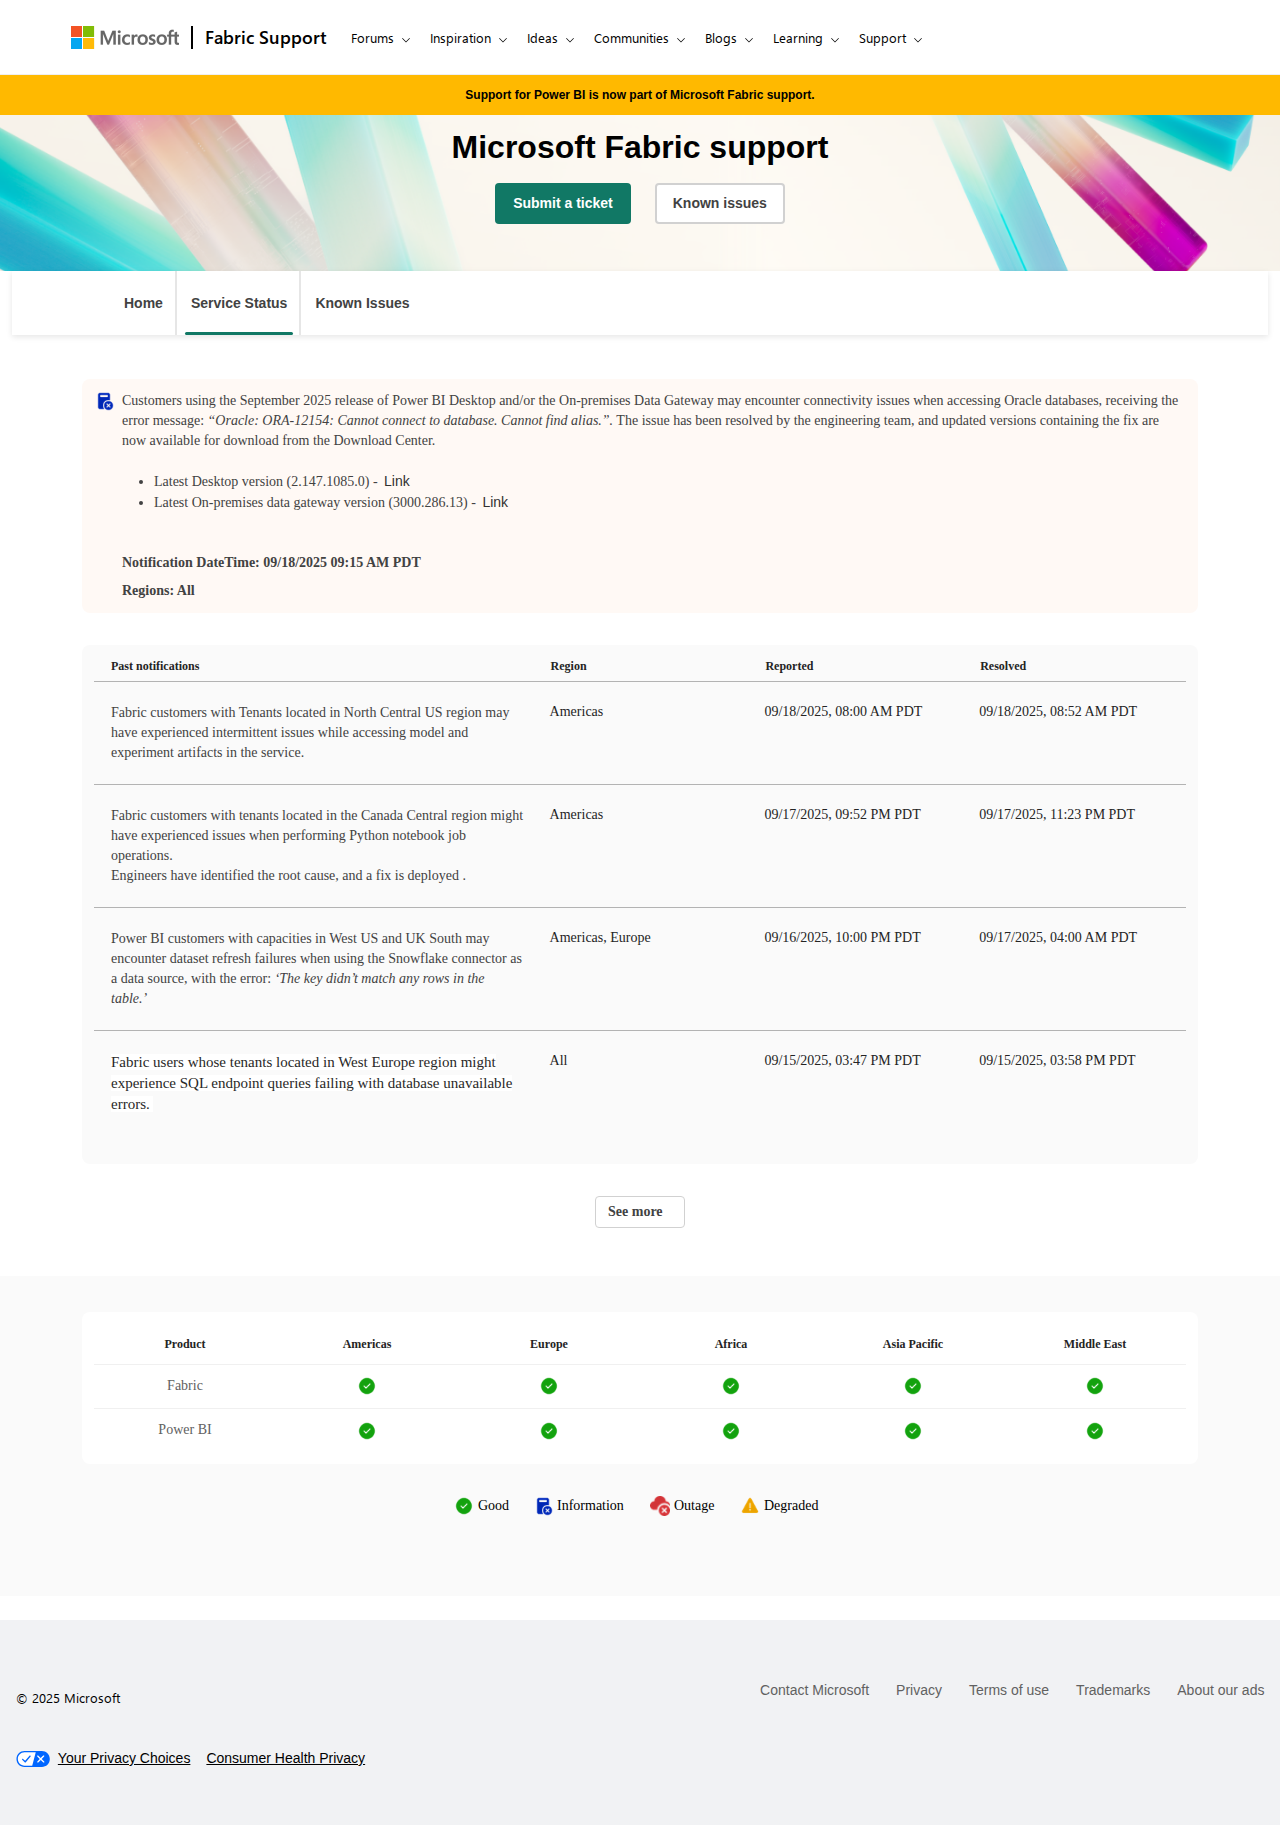 Microsoft | Fabric Support Forums Inspiration Ideas Communities Blogs Learning Support
Support for Power BI is now part of Microsoft Fabric support.
Microsoft Fabric support
Submit a ticket Known issues
Home Service Status Known Issues
Customers using the September 2025 release of Power BI Desktop and/or the On-premises Data Gateway may encounter connectivity issues when accessing Oracle databases, receiving the
error message: “Oracle: ORA-12154: Cannot connect to database. Cannot find alias.”. The issue has been resolved by the engineering team, and updated versions containing the fix are
now available for download from the Download Center.
• Latest Desktop version (2.147.1085.0) - Link
• Latest On-premises data gateway version (3000.286.13) - Link
Notification DateTime: 09/18/2025 09:15 AM PDT
Regions: All
Past notifications Region Reported Resolved
Fabric customers with Tenants located in North Central US region may Americas 09/18/2025, 08:00 AM PDT 09/18/2025, 08:52 AM PDT
have experienced intermittent issues while accessing model and
experiment artifacts in the service.
Fabric customers with tenants located in the Canada Central region might Americas 09/17/2025, 09:52 PM PDT 09/17/2025, 11:23 PM PDT
have experienced issues when performing Python notebook job
operations.
Engineers have identified the root cause, and a fix is deployed .
Power BI customers with capacities in West US and UK South may Americas, Europe 09/16/2025, 10:00 PM PDT 09/17/2025, 04:00 AM PDT
encounter dataset refresh failures when using the Snowflake connector as
a data source, with the error: ‘The key didn’t match any rows in the
table.’
Fabric users whose tenants located in West Europe region might All 09/15/2025, 03:47 PM PDT 09/15/2025, 03:58 PM PDT
experience SQL endpoint queries failing with database unavailable
errors.
See more
Product Americas Europe Africa Asia Pacific Middle East
Fabric
Power BI
Good Information Outage Degraded
Contact Microsoft Privacy Terms of use Trademarks About our ads
© 2025 Microsoft
Your Privacy Choices Consumer Health Privacy